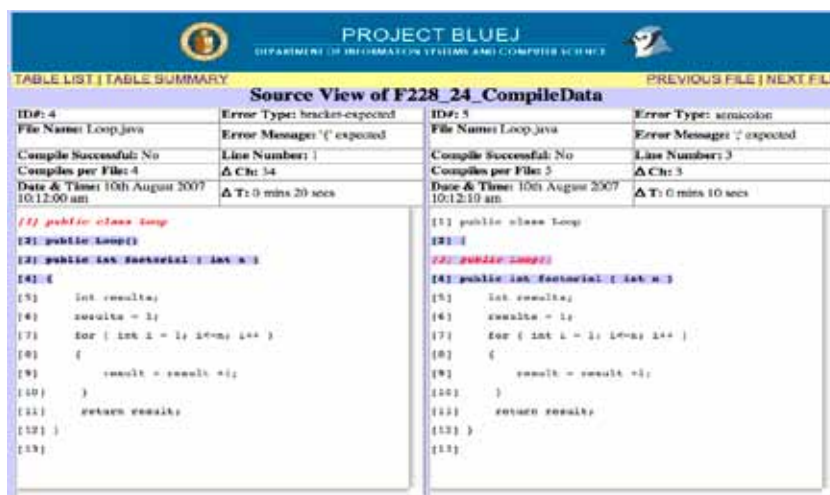 PROJECT BLUEJ
DEPARTMENT OF INFORMATION SYSTEMS AND COMPUTER SCIENCE
TABLE LIST | TABLE SUMMARY
PREVIOUS FILE | NEXT FIL
Source View of F228_24_CompileData
ID#: 4
Error Type: bracket-expected
File Name: Loop.java
Error Message: '{' expected
Compile Successful: No
Line Number: 1
Compiles per File: 4
Δ Ch: 34
Date & Time: 10th August 2007 10:12:00 am
Δ T: 0 mins 20 secs
[1] public class Loop
[2] public Loop()
[3] public int factorial ( int n )
[4] {
[5] int results;
[6] results = 1;
[7] for ( int i = 1; i<=n; i++ )
[8] {
[9] result = result *i;
[10] }
[11] return result;
[12] }
[13]
ID#: 5
Error Type: semicolon
File Name: Loop.java
Error Message: ';' expected
Compile Successful: No
Line Number: 3
Compiles per File: 5
Δ Ch: 3
Date & Time: 10th August 2007 10:12:10 am
Δ T: 0 mins 10 secs
[1] public class Loop
[2] {
[3] public Loop()
[4] public int factorial ( int n )
[5] int results;
[6] results = 1;
[7] for ( int i = 1; i<=n; i++ )
[8] {
[9] result = result *i;
[10] }
[11] return result;
[12] }
[13]